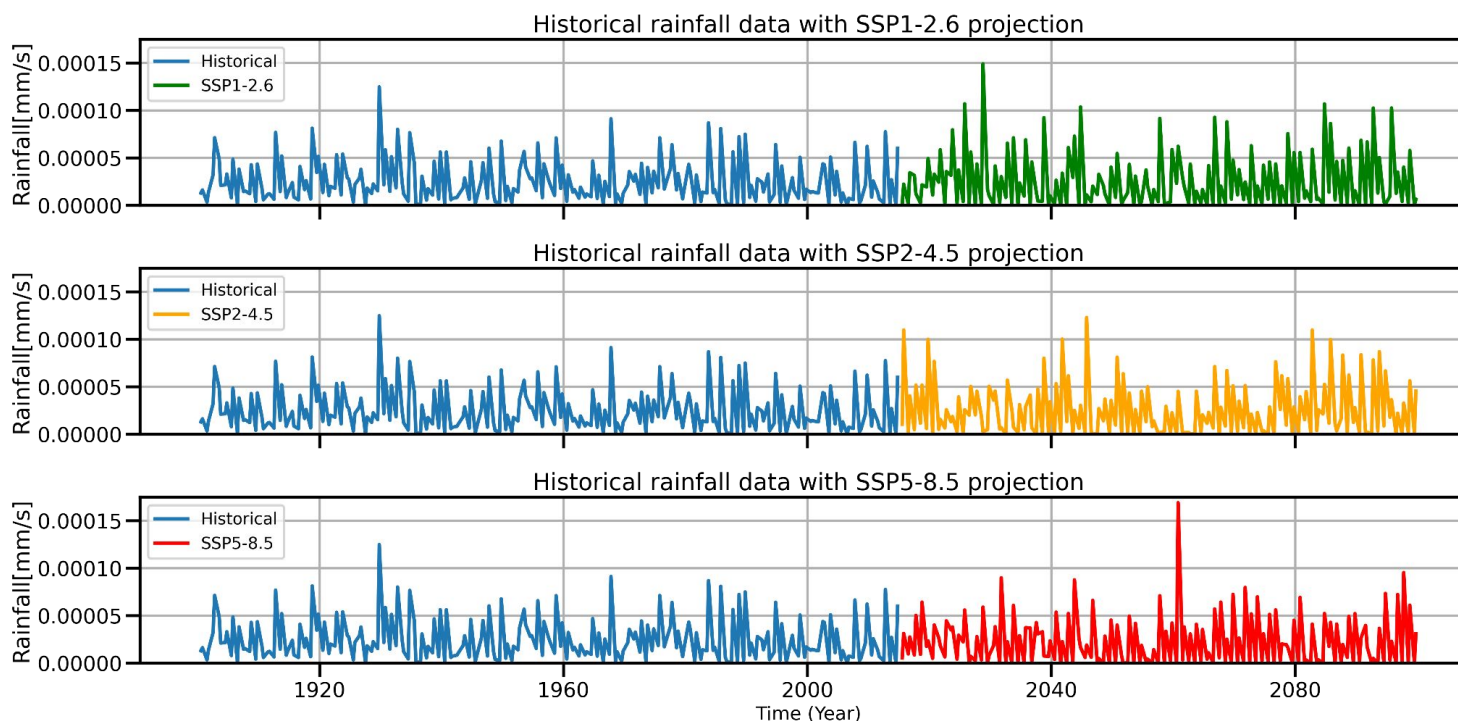 Historical rainfall data with SSP1-2.6 projection
Rainfall[mm/s]
0.00015
0.00010
0.00005
0.00000
Historical
SSP1-2.6
Historical rainfall data with SSP2-4.5 projection
Rainfall[mm/s]
0.00015
0.00010
0.00005
0.00000
Historical
SSP2-4.5
Historical rainfall data with SSP5-8.5 projection
Rainfall[mm/s]
0.00015
0.00010
0.00005
0.00000
Historical
SSP5-8.5
1920 1960 2000 2040 2080
Time (Year)